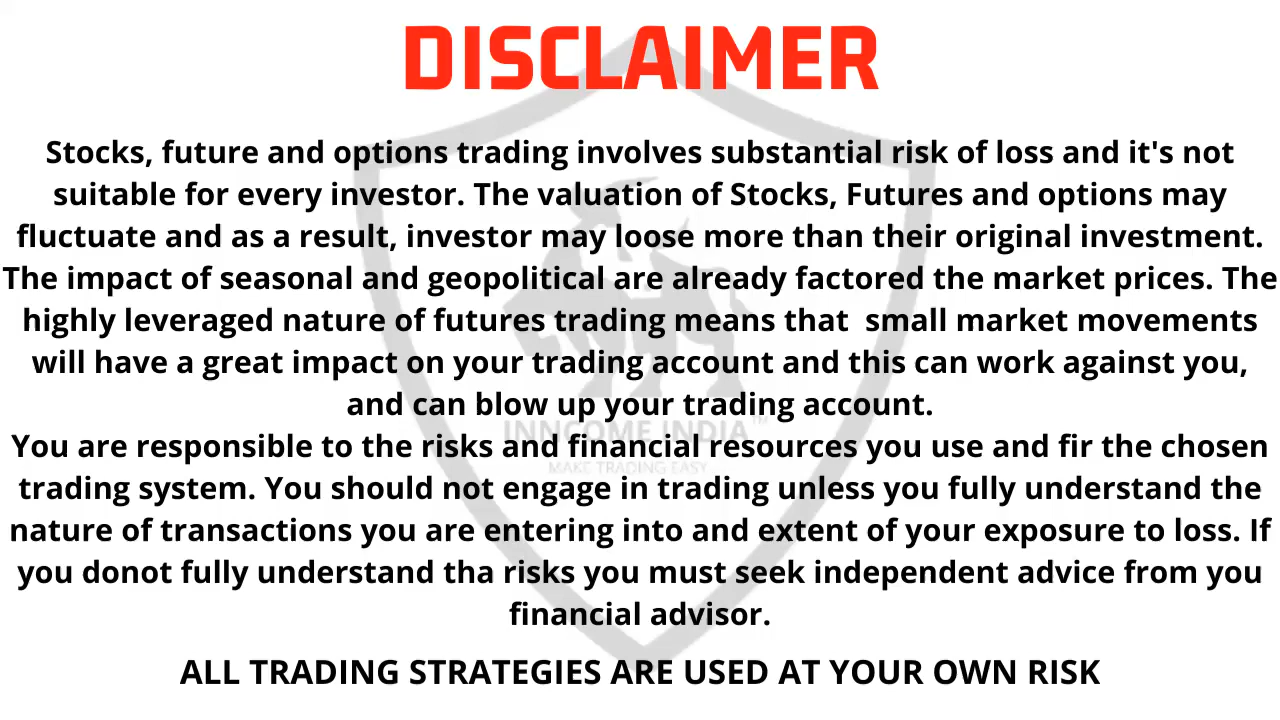 DISCLAIMER
Stocks, future and options trading involves substantial risk of loss and it's not
suitable for every investor. The valuation of Stocks, Futures and options may
fluctuate and as a result, investor may loose more than their original investment.
The impact of seasonal and geopolitical are already factored the market prices. The
highly leveraged nature of futures trading means that  small market movements
will have a great impact on your trading account and this can work against you,
and can blow up your trading account.
INNCOME INDIA™
You are responsible to the risks and financial resources you use and fir the chosen
MAKE TRADING EASY
trading system. You should not engage in trading unless you fully understand the
nature of transactions you are entering into and extent of your exposure to loss. If
you donot fully understand tha risks you must seek independent advice from you
financial advisor.
ALL TRADING STRATEGIES ARE USED AT YOUR OWN RISK